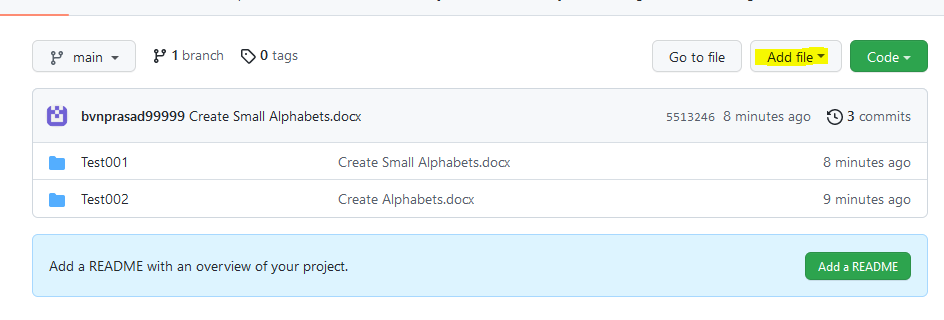 main
1 branch
0 tags
Go to file
Add file
Code
bvnprasad99999 Create Small Alphabets.docx
5513246 8 minutes ago
3 commits
Test001
Create Small Alphabets.docx
8 minutes ago
Test002
Create Alphabets.docx
9 minutes ago
Add a README with an overview of your project.
Add a README